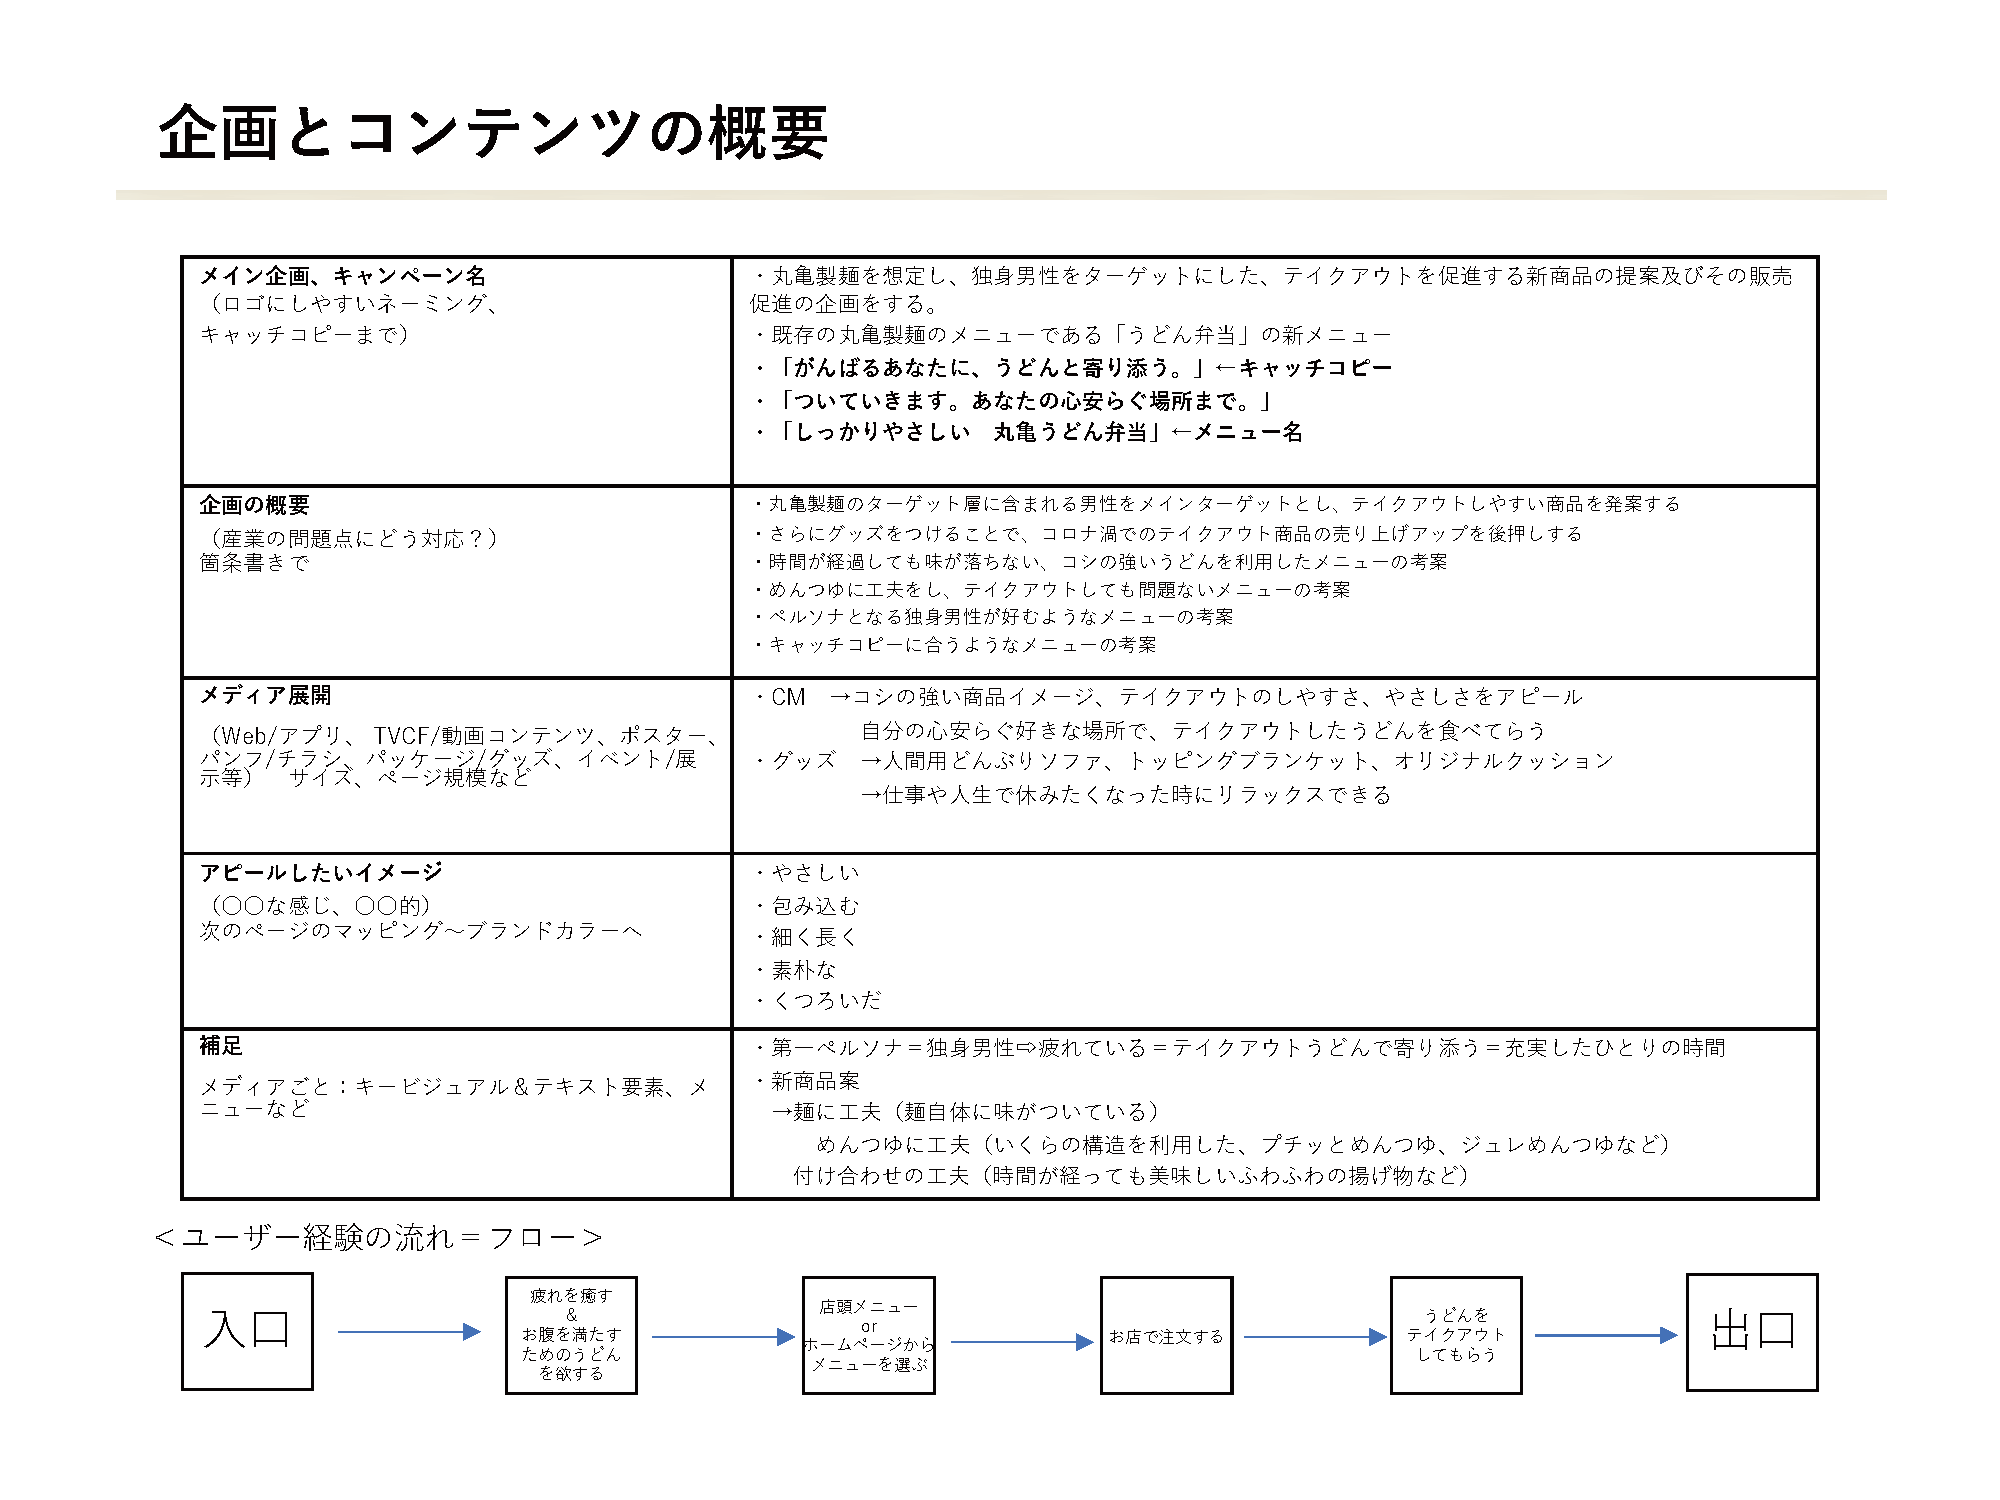 企画とコンテンツの概要
メイン企画、キャンペーン名
（ロゴにしやすいネーミング、
キャッチコピーまで）
・丸亀製麺を想定し、独身男性をターゲットにした、テイクアウトを促進する新商品の提案及びその販売
促進の企画をする。
・既存の丸亀製麺のメニューである「うどん弁当」の新メニュー
・「がんばるあなたに、うどんと寄り添う。」←キャッチコピー
・「ついていきます。あなたの心安らぐ場所まで。」
・「しっかりやさしい　丸亀うどん弁当」←メニュー名
企画の概要
（産業の問題点にどう対応？）
箇条書きで
・丸亀製麺のターゲット層に含まれる男性をメインターゲットとし、テイクアウトしやすい商品を発案する
・さらにグッズをつけることで、コロナ渦でのテイクアウト商品の売り上げアップを後押しする
・時間が経過しても味が落ちない、コシの強いうどんを利用したメニューの考案
・めんつゆに工夫をし、テイクアウトしても問題ないメニューの考案
・ペルソナとなる独身男性が好むようなメニューの考案
・キャッチコピーに合うようなメニューの考案
メディア展開
（Web/アプリ、 TVCF/動画コンテンツ、ポスター、
パンフ/チラシ、パッケージ/グッズ、イベント/展
示等）　サイズ、ページ規模など
・CM　→コシの強い商品イメージ、テイクアウトのしやすさ、やさしさをアピール
自分の心安らぐ好きな場所で、テイクアウトしたうどんを食べてらう
・グッズ　→人間用どんぶりソファ、トッピングブランケット、オリジナルクッション
→仕事や人生で休みたくなった時にリラックスできる
アピールしたいイメージ
（〇〇な感じ、〇〇的）
次のページのマッピング～ブランドカラーへ
・やさしい
・包み込む
・細く長く
・素朴な
・くつろいだ
補足
メディアごと：キービジュアル＆テキスト要素、メ
ニューなど
・第一ペルソナ＝独身男性⇨疲れている＝テイクアウトうどんで寄り添う＝充実したひとりの時間
・新商品案
→麺に工夫（麺自体に味がついている）
めんつゆに工夫（いくらの構造を利用した、プチッとめんつゆ、ジュレめんつゆなど）
付け合わせの工夫（時間が経っても美味しいふわふわの揚げ物など）
＜ユーザー経験の流れ＝フロー＞
入口
疲れを癒す
&
お腹を満たす
ためのうどん
を欲する
店頭メニュー
or
ホームページから
メニューを選ぶ
お店で注文する
うどんを
テイクアウト
してもらう
出口